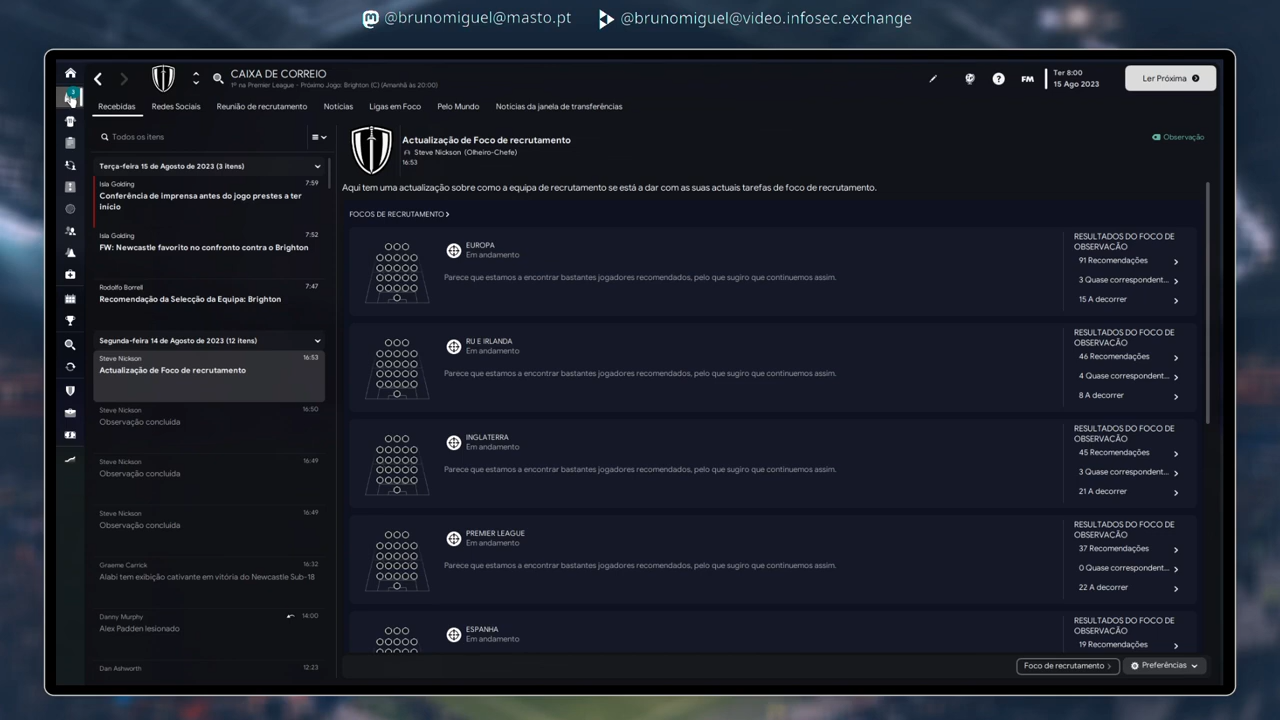 @brunomiguel@masto.pt
@brunomiguel@video.infosec.exchange
CAIXA DE CORREIO
1º na Premier League - Próximo Jogo: Brighton (C) (Amanhã às 20:00)
FM
Ter 8:00
15 Ago 2023
Ler Próxima
3
Recebidas
Redes Sociais
Reunião de recrutamento
Notícias
Ligas em Foco
Pelo Mundo
Notícias da janela de transferências
Todos os itens
Terça-feira 15 de Agosto de 2023 (3 itens)
Isla Golding
7:59
Conferência de imprensa antes do jogo prestes a ter
início
Isla Golding
7:52
FW: Newcastle favorito no confronto contra o Brighton
Rodolfo Borrell
7:47
Recomendação da Selecção da Equipa: Brighton
Segunda-feira 14 de Agosto de 2023 (12 itens)
Steve Nickson
16:53
Actualização de Foco de recrutamento
Steve Nickson
16:50
Observação concluída
Steve Nickson
16:49
Observação concluída
Steve Nickson
16:49
Observação concluída
Graeme Carrick
16:32
Alabi tem exibição cativante em vitória do Newcastle Sub-18
Danny Murphy
14:00
Alex Padden lesionado
Dan Ashworth
12:23
Actualização de Foco de recrutamento
Steve Nickson (Olheiro-Chefe)
16:53
Observação
Aqui tem uma actualização sobre como a equipa de recrutamento se está a dar com as suas actuais tarefas de foco de recrutamento.
FOCOS DE RECRUTAMENTO
EUROPA
Em andamento
Parece que estamos a encontrar bastantes jogadores recomendados, pelo que sugiro que continuemos assim.
RESULTADOS DO FOCO DE
OBSERVAÇÃO
91 Recomendações
3 Quase correspondent...
15 A decorrer
RU E IRLANDA
Em andamento
Parece que estamos a encontrar bastantes jogadores recomendados, pelo que sugiro que continuemos assim.
RESULTADOS DO FOCO DE
OBSERVAÇÃO
46 Recomendações
4 Quase correspondent...
8 A decorrer
INGLATERRA
Em andamento
Parece que estamos a encontrar bastantes jogadores recomendados, pelo que sugiro que continuemos assim.
RESULTADOS DO FOCO DE
OBSERVAÇÃO
45 Recomendações
3 Quase correspondent...
21 A decorrer
PREMIER LEAGUE
Em andamento
Parece que estamos a encontrar bastantes jogadores recomendados, pelo que sugiro que continuemos assim.
RESULTADOS DO FOCO DE
OBSERVAÇÃO
37 Recomendações
0 Quase correspondent...
22 A decorrer
ESPANHA
Em andamento
RESULTADOS DO FOCO DE
OBSERVAÇÃO
19 Recomendações
Foco de recrutamento
Preferências